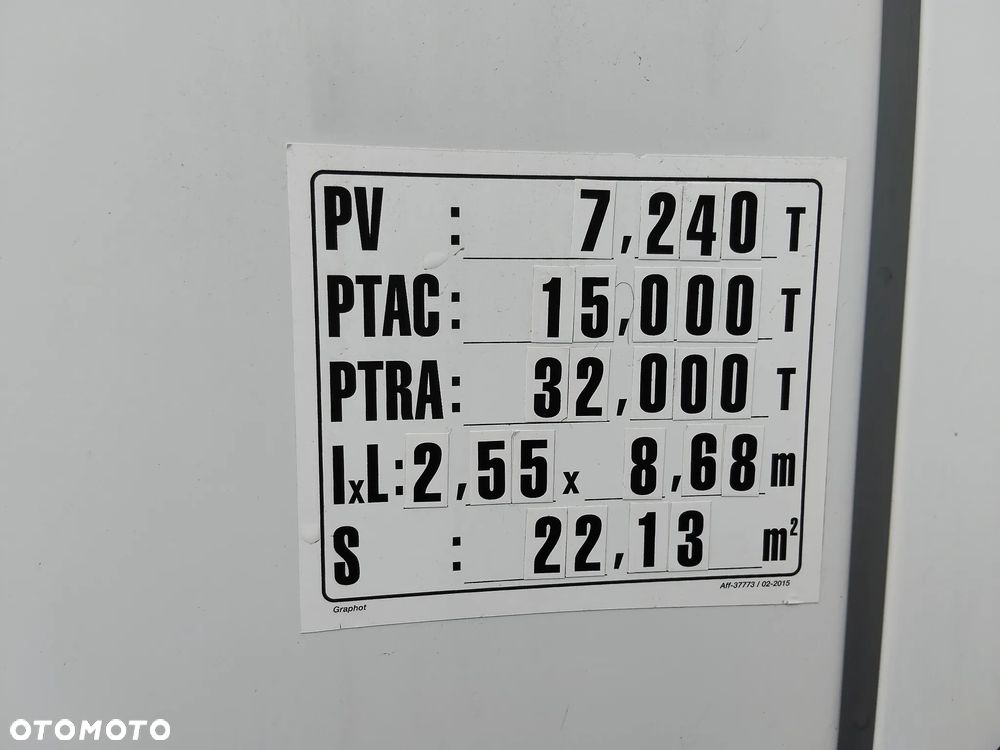 PV : 7,240 T
PTAC : 15,000 T
PTRA : 32,000 T
lxL : 2,55 x 8,68 m
S : 22,13 m²
Graphot
Aff-37773 / 02-2015
OTOMOTO